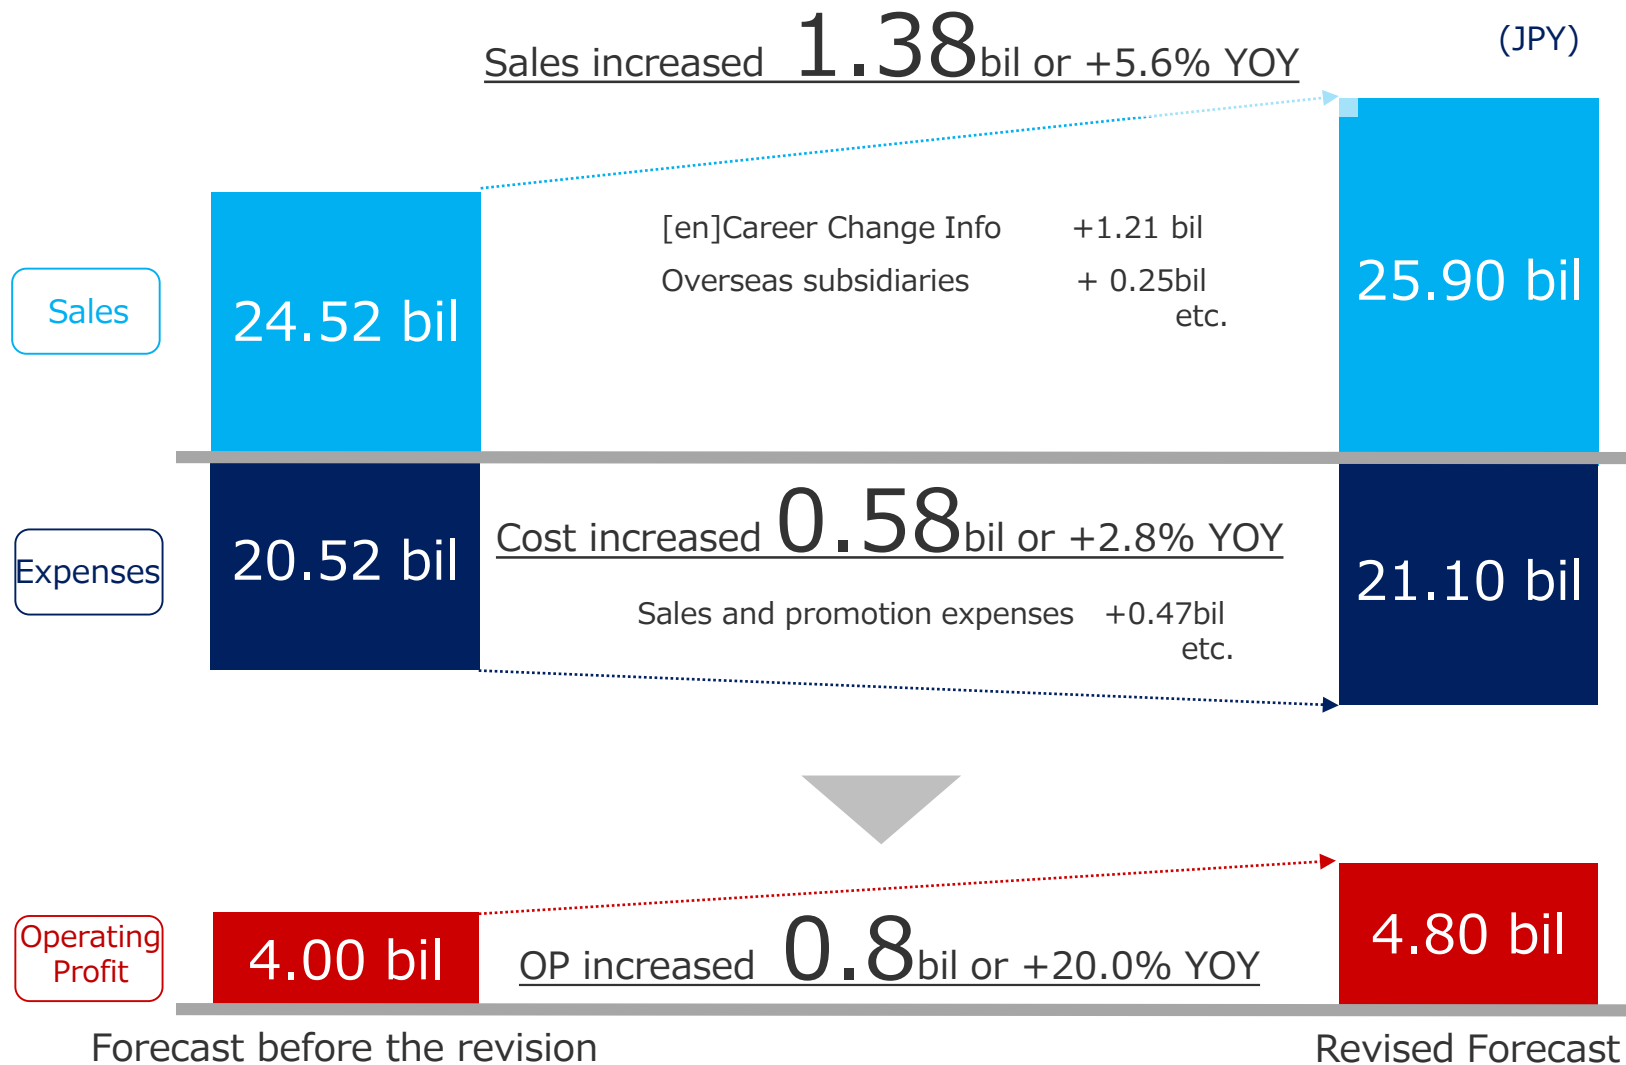 Sales increased 1.38bil or +5.6% YOY
(JPY)
[en]Career Change Info +1.21 bil
Overseas subsidiaries + 0.25bil
etc.
Sales
24.52 bil
25.90 bil
Cost increased 0.58bil or +2.8% YOY
Expenses
20.52 bil
21.10 bil
Sales and promotion expenses +0.47bil
etc.
Operating
Profit
4.00 bil
OP increased 0.8bil or +20.0% YOY
4.80 bil
Forecast before the revision
Revised Forecast